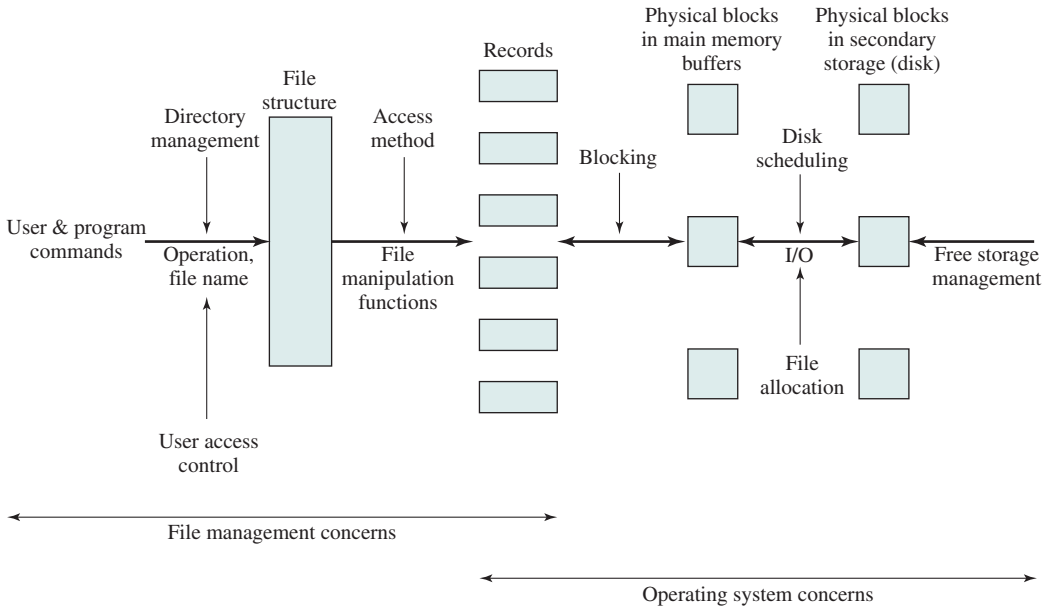 Physical blocks
in main memory
buffers
Physical blocks
in secondary
storage (disk)
Records
File
structure
Directory
management
Access
method
Blocking
Disk
scheduling
User & program
commands
Operation,
file name
File
manipulation
functions
I/O
Free storage
management
File
allocation
User access
control
File management concerns
Operating system concerns